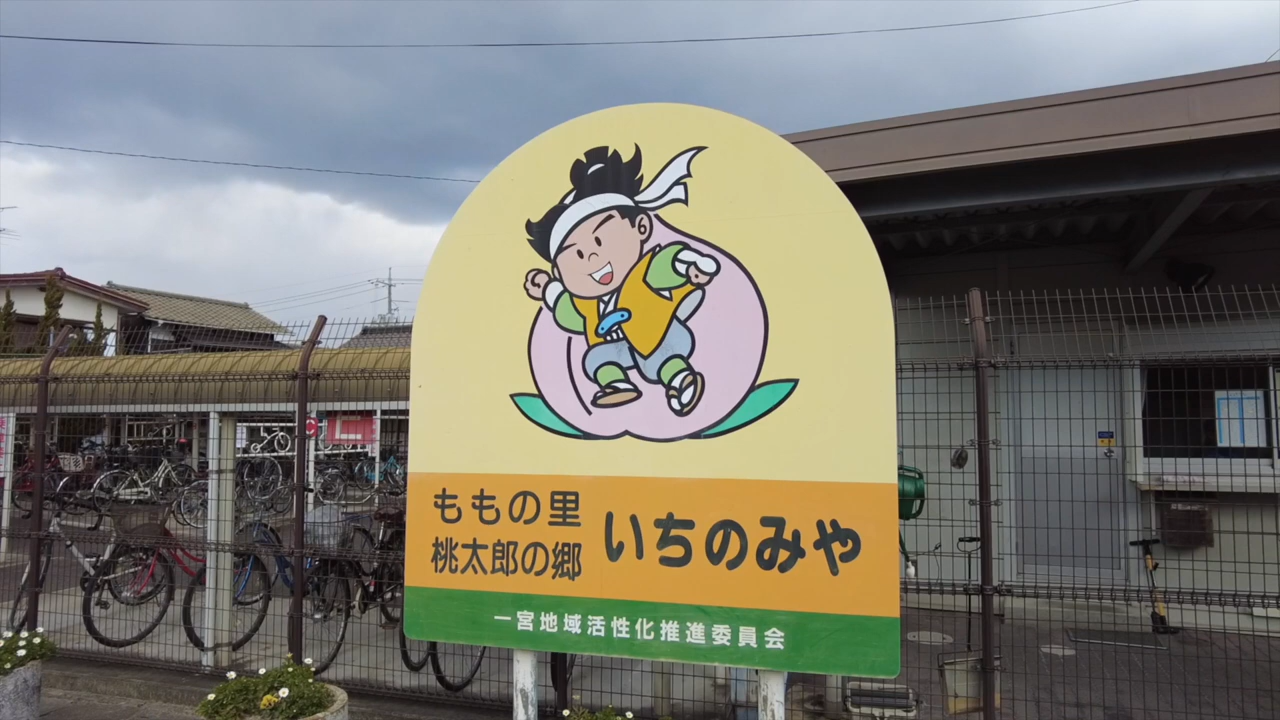 ももの里
桃太郎の郷
いちのみや
一宮地域活性化推進委員会